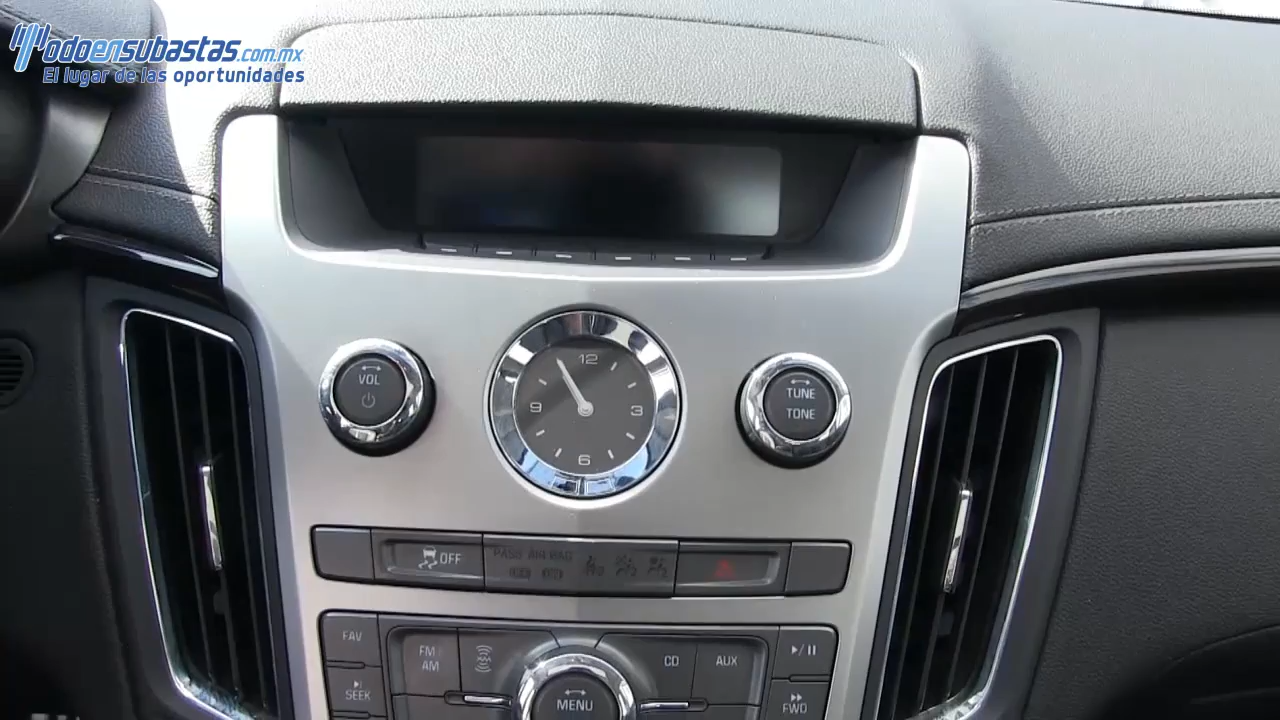 Todoensubastas.com.mx
El lugar de las oportunidades
VOL
12
3
6
9
TUNE
TONE
OFF
PASS AIR BAG
FAV
FM
AM
CD
AUX
SEEK
MENU
FWD